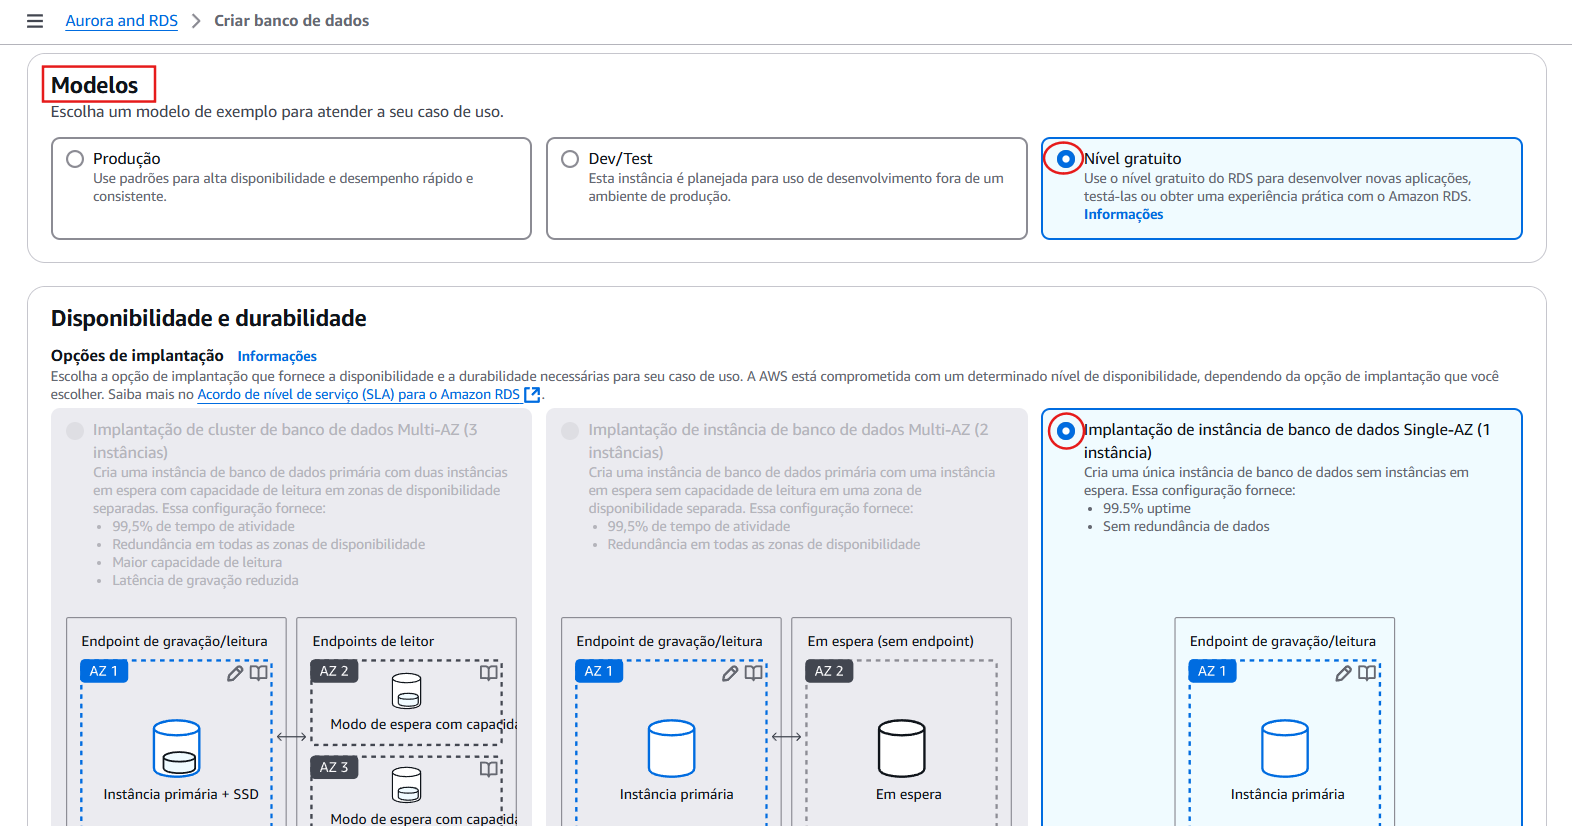 Aurora and RDS > Criar banco de dados
Modelos
Escolha um modelo de exemplo para atender a seu caso de uso.
Produção
Use padrões para alta disponibilidade e desempenho rápido e
consistente.
Dev/Test
Esta instância é planejada para uso de desenvolvimento fora de um
ambiente de produção.
Nível gratuito
Use o nível gratuito do RDS para desenvolver novas aplicações,
testá-las ou obter uma experiência prática com o Amazon RDS.
Informações
Disponibilidade e durabilidade
Opções de implantação Informações
Escolha a opção de implantação que fornece a disponibilidade e a durabilidade necessárias para seu caso de uso. A AWS está comprometida com um determinado nível de disponibilidade, dependendo da opção de implantação que você
escolher. Saiba mais no Acordo de nível de serviço (SLA) para o Amazon RDS.
Implantação de cluster de banco de dados Multi-AZ (3
instâncias)
Cria uma instância de banco de dados primária com duas instâncias
em espera com capacidade de leitura em zonas de disponibilidade
separadas. Essa configuração fornece:
• 99,5% de tempo de atividade
• Redundância em todas as zonas de disponibilidade
• Maior capacidade de leitura
• Latência de gravação reduzida
Endpoint de gravação/leitura
AZ 1
Instância primária + SSD
Endpoints de leitor
AZ 2
Modo de espera com capacida
AZ 3
Modo de espera com capacida
Implantação de instância de banco de dados Multi-AZ (2
instâncias)
Cria uma instância de banco de dados primária com uma instância
em espera sem capacidade de leitura em uma zona de
disponibilidade separada. Essa configuração fornece:
• 99,5% de tempo de atividade
• Redundância em todas as zonas de disponibilidade
Endpoint de gravação/leitura
AZ 1
Instância primária
Em espera (sem endpoint)
AZ 2
Em espera
Implantação de instância de banco de dados Single-AZ (1
instância)
Cria uma única instância de banco de dados sem instâncias em
espera. Essa configuração fornece:
• 99.5% uptime
• Sem redundância de dados
Endpoint de gravação/leitura
AZ 1
Instância primária